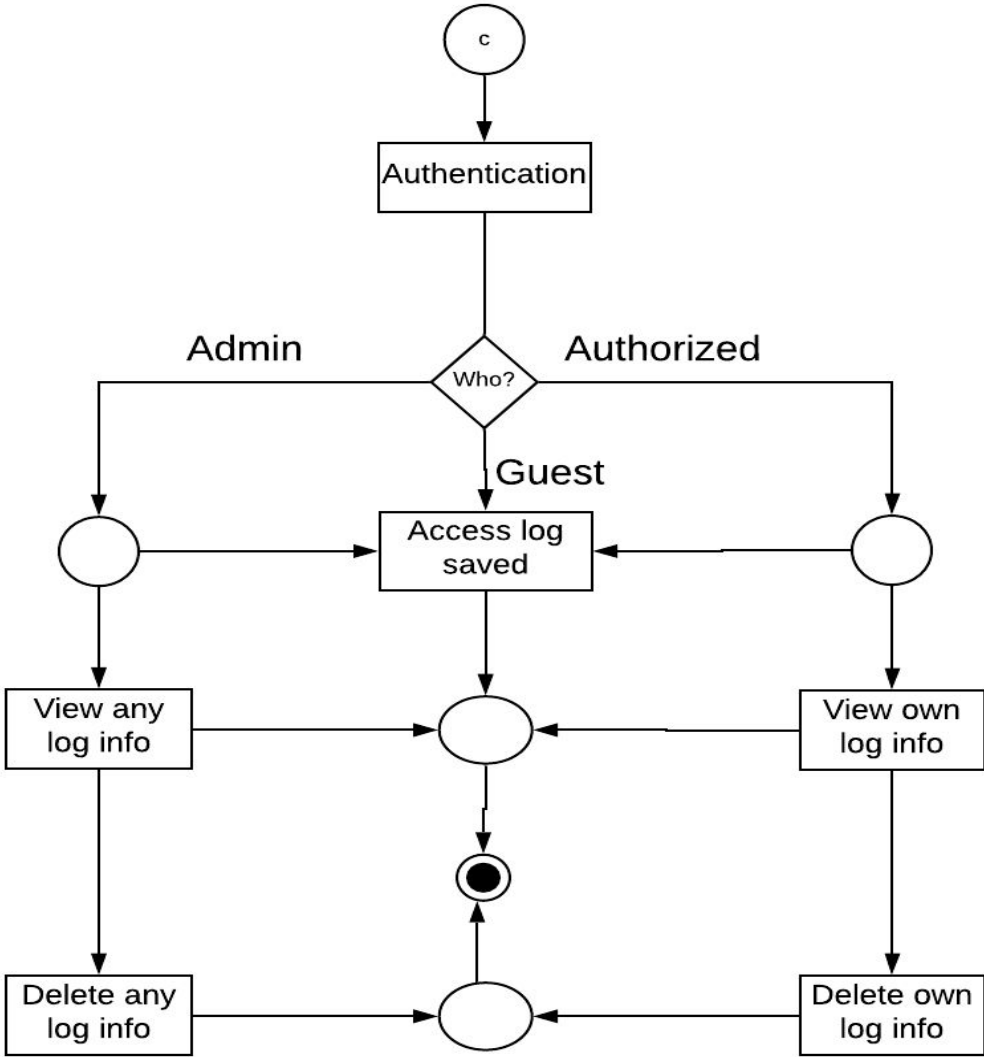 c
Authentication
Admin
Authorized
Who?
Guest
Access log
saved
View any
log info
View own
log info
Delete any
log info
Delete own
log info